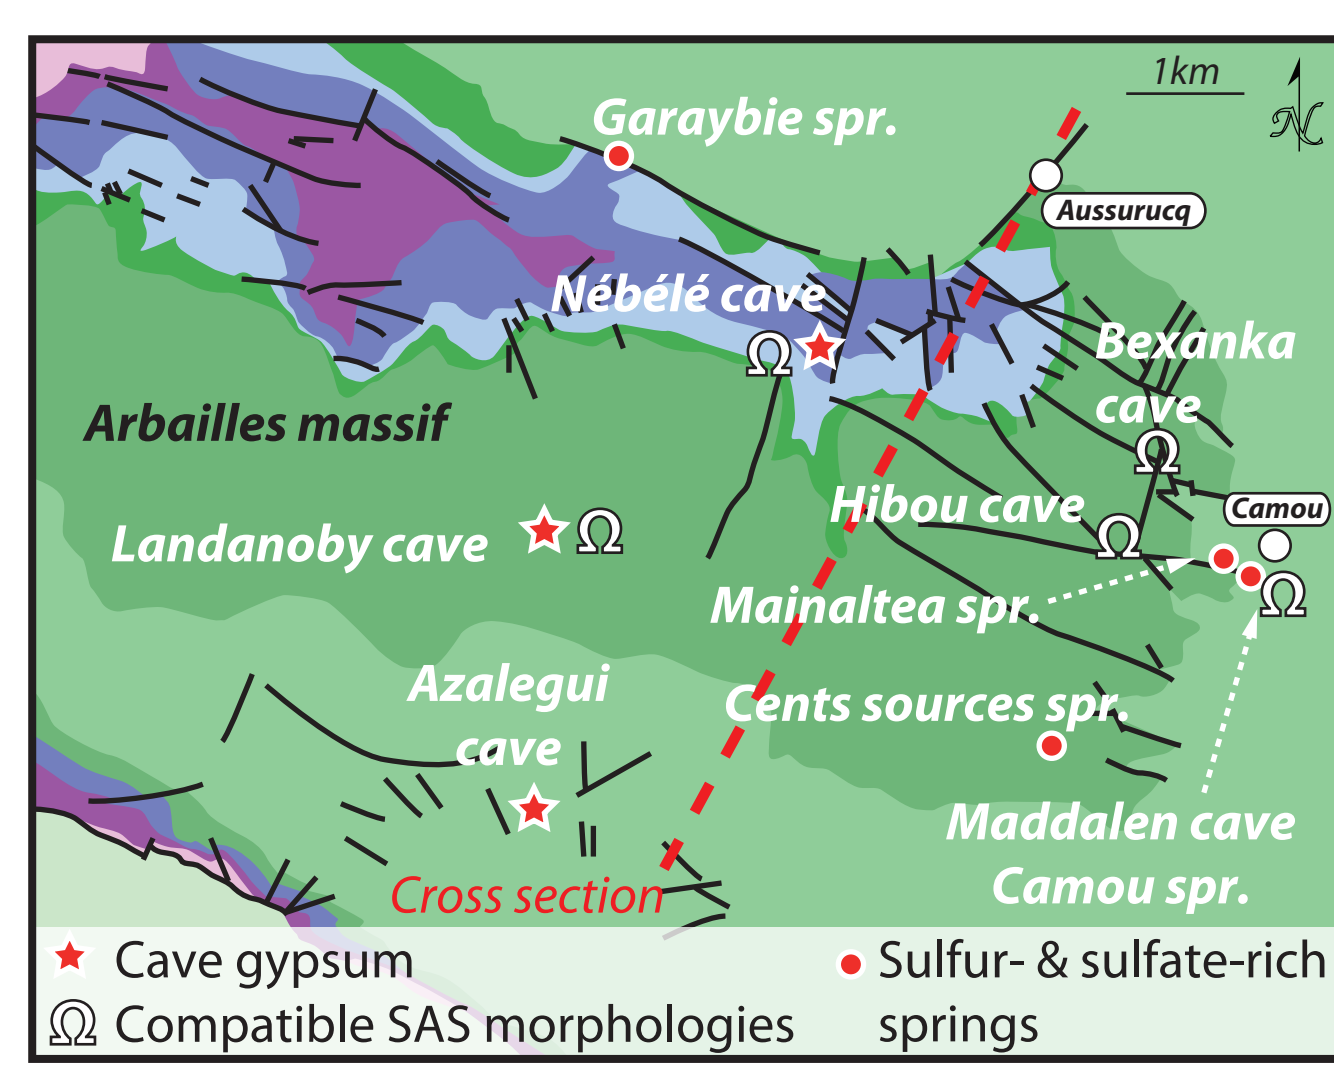 1km
N
Garaybie spr.
Aussurucq
Nébélé cave
Ω
Bexanka
cave
Ω
Arbailles massif
Hibou cave
Ω
Camou
Landanoby cave
Ω
Mainaltea spr.
Ω
Azalegui
cave
Cents sources spr.
Maddalen cave
Camou spr.
Cross section
Cave gypsum
Ω Compatible SAS morphologies
Sulfur- & sulfate-rich
springs